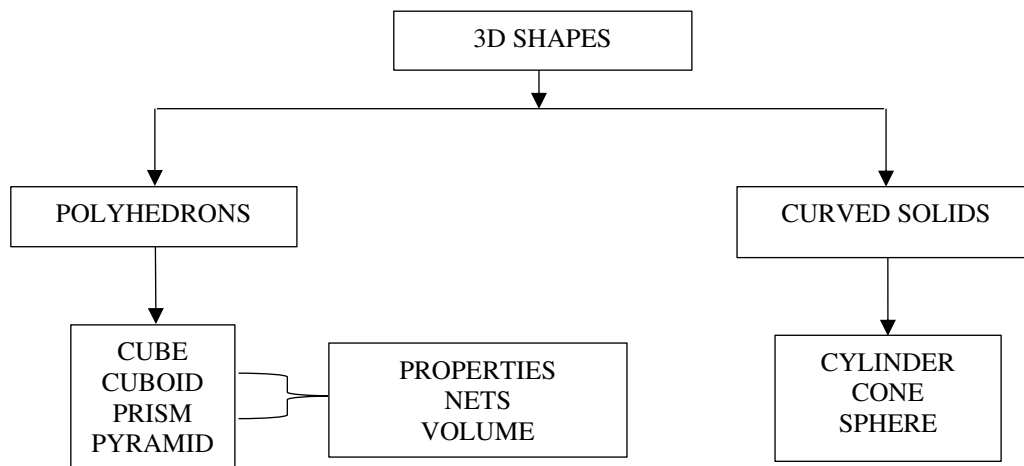 3D SHAPES
POLYHEDRONS
CURVED SOLIDS
CUBE
CUBOID
PRISM
PYRAMID
PROPERTIES
NETS
VOLUME
CYLINDER
CONE
SPHERE